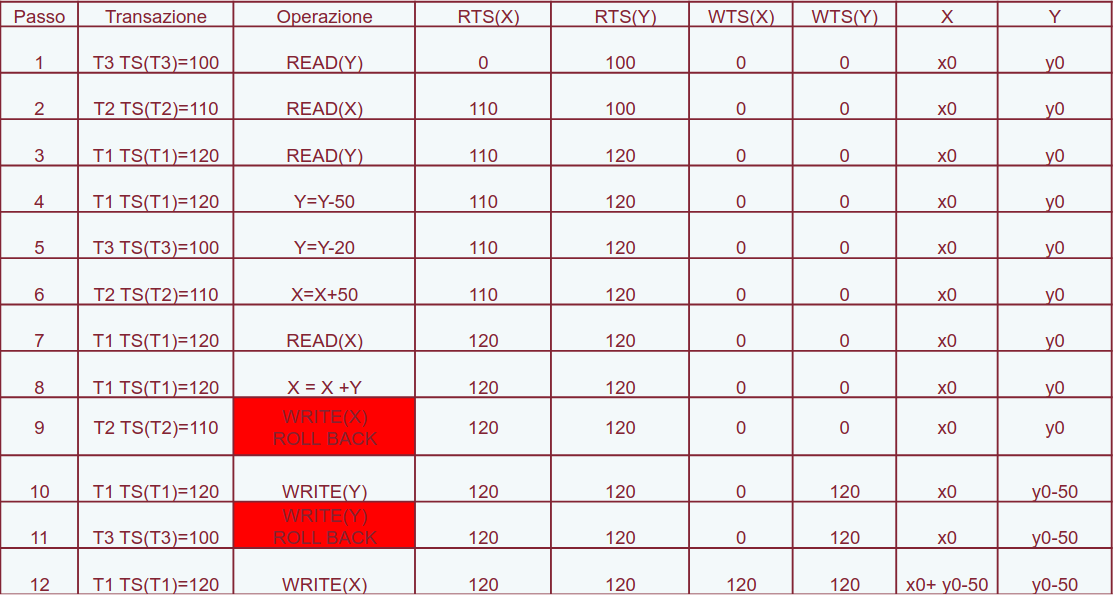 Passo Transazione Operazione RTS(X) RTS(Y) WTS(X) WTS(Y) X Y
1 T3 TS(T3)=100 READ(Y) 0 100 0 0 x0 y0
2 T2 TS(T2)=110 READ(X) 110 100 0 0 x0 y0
3 T1 TS(T1)=120 READ(Y) 110 120 0 0 x0 y0
4 T1 TS(T1)=120 Y=Y-50 110 120 0 0 x0 y0
5 T3 TS(T3)=100 Y=Y-20 110 120 0 0 x0 y0
6 T2 TS(T2)=110 X=X+50 110 120 0 0 x0 y0
7 T1 TS(T1)=120 READ(X) 120 120 0 0 x0 y0
8 T1 TS(T1)=120 X = X +Y 120 120 0 0 x0 y0
9 T2 TS(T2)=110 WRITE(X) ROLL BACK 120 120 0 0 x0 y0
10 T1 TS(T1)=120 WRITE(Y) 120 120 0 120 x0 y0-50
11 T3 TS(T3)=100 WRITE(Y) ROLL BACK 120 120 0 120 x0 y0-50
12 T1 TS(T1)=120 WRITE(X) 120 120 120 120 x0+ y0-50 y0-50